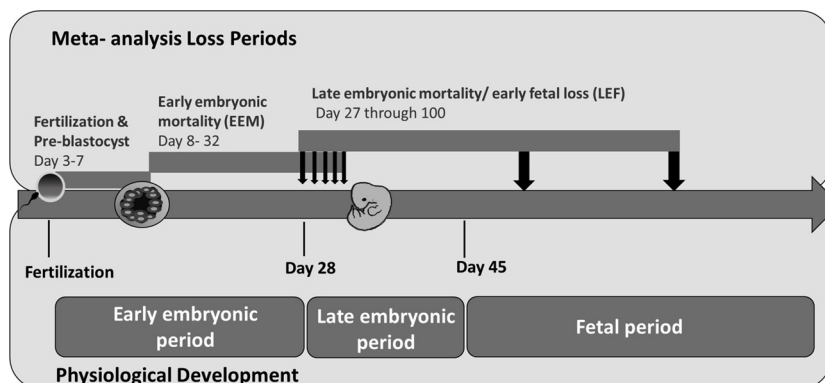 Meta- analysis Loss Periods
Fertilization &
Pre-blastocyst
Day 3-7
Early embryonic
mortality (EEM)
Day 8- 32
Late embryonic mortality/ early fetal loss (LEF)
Day 27 through 100
Fertilization
Day 28
Day 45
Early embryonic
period
Late embryonic
period
Fetal period
Physiological Development